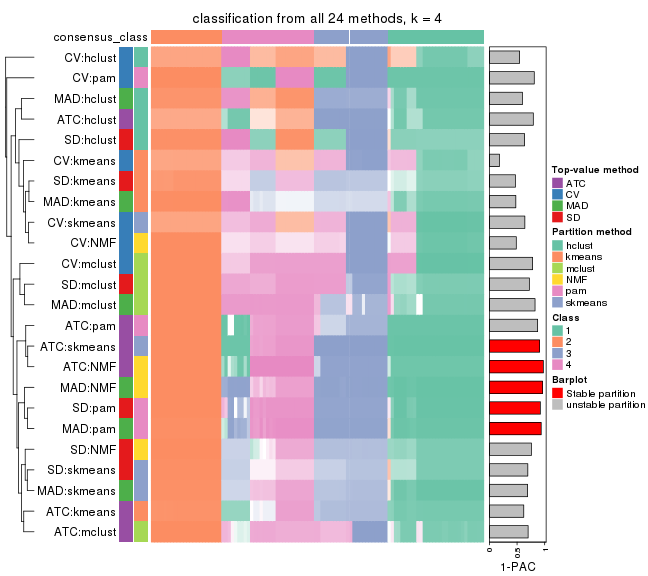 classification from all 24 methods, k = 4
consensus_class
CV:hclust
CV:pam
MAD:hclust
ATC:hclust
SD:hclust
CV:kmeans
SD:kmeans
MAD:kmeans
CV:skmeans
CV:NMF
CV:mclust
SD:mclust
MAD:mclust
ATC:pam
ATC:skmeans
ATC:NMF
MAD:NMF
SD:pam
MAD:pam
SD:NMF
SD:skmeans
MAD:skmeans
ATC:kmeans
ATC:mclust
0
0.5
1
1-PAC
Top-value method
ATC
CV
MAD
SD
Partition method
hclust
kmeans
mclust
NMF
pam
skmeans
Class
1
2
3
4
Barplot
Stable partition
unstable partition